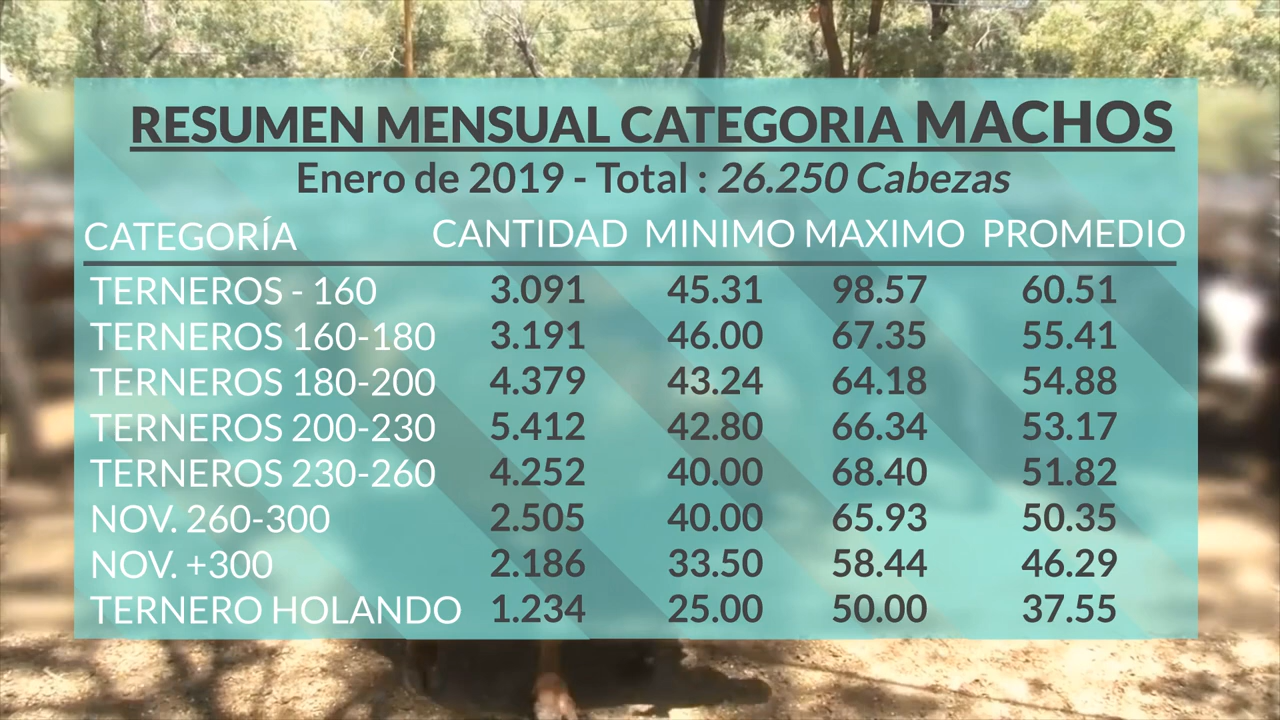 RESUMEN MENSUAL CATEGORIA MACHOS
Enero de 2019 - Total : 26.250 Cabezas
CATEGORÍA CANTIDAD MINIMO MAXIMO PROMEDIO
TERNEROS - 160 3.091 45.31 98.57 60.51
TERNEROS 160-180 3.191 46.00 67.35 55.41
TERNEROS 180-200 4.379 43.24 64.18 54.88
TERNEROS 200-230 5.412 42.80 66.34 53.17
TERNEROS 230-260 4.252 40.00 68.40 51.82
NOV. 260-300 2.505 40.00 65.93 50.35
NOV. +300 2.186 33.50 58.44 46.29
TERNERO HOLANDO 1.234 25.00 50.00 37.55